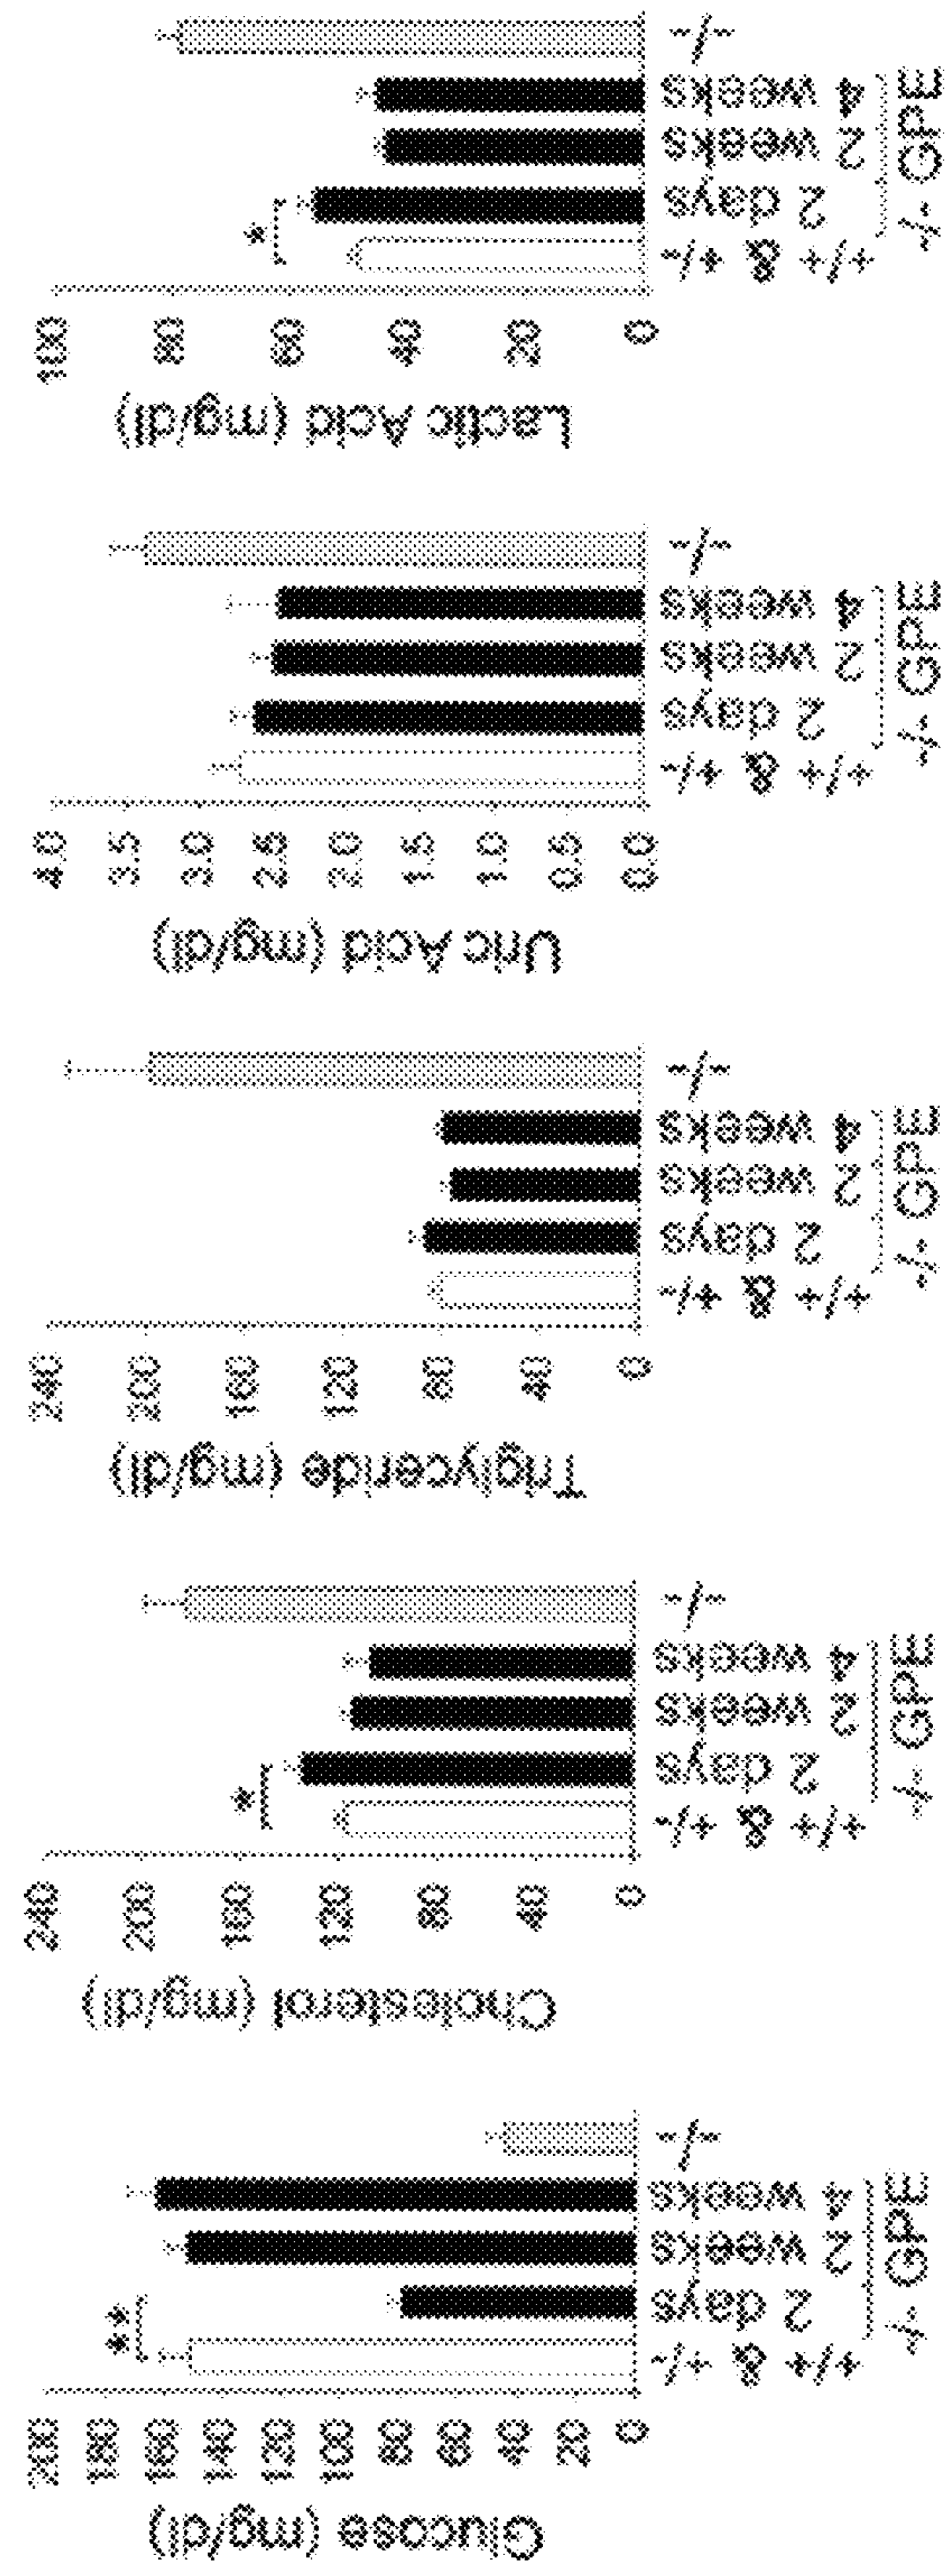 Glucose (mg/dl)
200
180
160
140
120
100
80
60
40
20
0
**
+/+ & +/-
2 days
2 weeks
4 weeks
-/-
GPE
Cholesterol (mg/dl)
240
200
160
120
80
40
0
*
+/+ & +/-
2 days
2 weeks
4 weeks
-/-
GPE
Triglyceride (mg/dl)
240
200
160
120
80
40
0
+/+ & +/-
2 days
2 weeks
4 weeks
-/-
GPE
Uric Acid (mg/dl)
4.0
3.5
3.0
2.5
2.0
1.5
1.0
0.5
0.0
+/+ & +/-
2 days
2 weeks
4 weeks
-/-
GPE
Lactic Acid (mg/dl)
100
80
60
40
20
0
*
+/+ & +/-
2 days
2 weeks
4 weeks
-/-
GPE